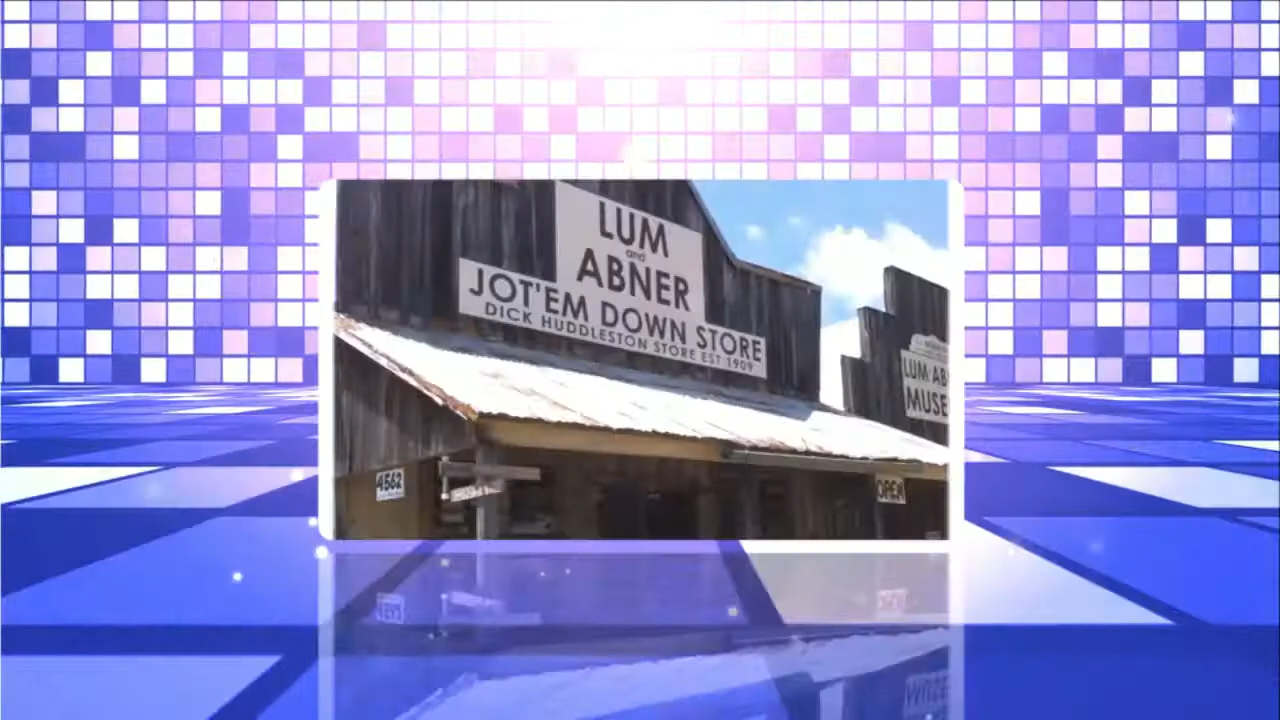 LUM
and
ABNER
JOT'EM DOWN STORE
DICK HUDDLESTON STORE EST 1909
LUM AB
MUSE
4562
OPEN